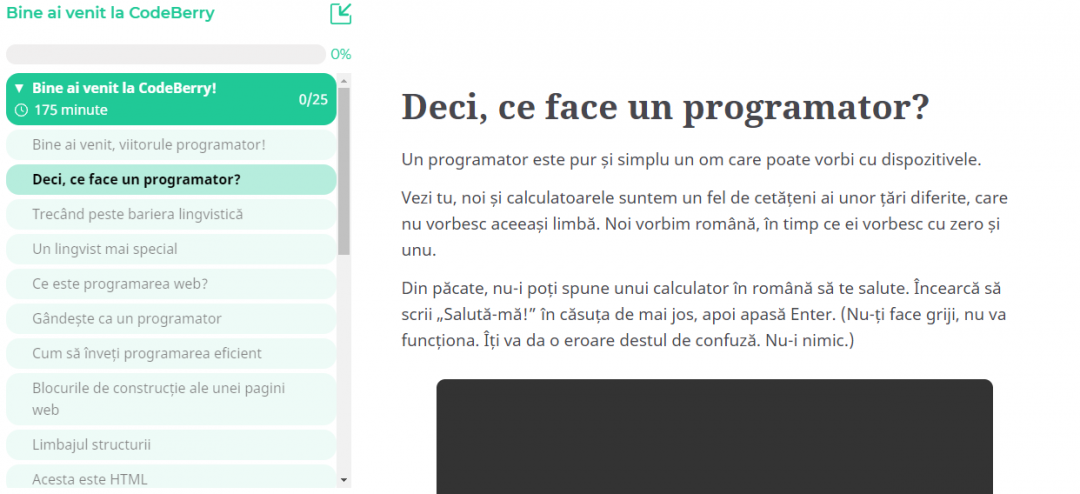 Bine ai venit la CodeBerry
0%
▼ Bine ai venit la CodeBerry!
175 minute
0/25
Bine ai venit, viitorule programator!
Deci, ce face un programator?
Trecând peste bariera lingvistică
Un lingvist mai special
Ce este programarea web?
Gândește ca un programator
Cum să înveți programarea eficient
Blocurile de construcție ale unei pagini
web
Limbajul structurii
Acesta este HTML
Deci, ce face un programator?
Un programator este pur și simplu un om care poate vorbi cu dispozitivele.
Vezi tu, noi și calculatoarele suntem un fel de cetățeni ai unor țări diferite, care
nu vorbesc aceeași limbă. Noi vorbim română, în timp ce ei vorbesc cu zero și
unu.
Din păcate, nu-i poți spune unui calculator în română să te salute. Încearcă să
scrii „Salută-mă!” în căsuța de mai jos, apoi apasă Enter. (Nu-ți face griji, nu va
funcționa. Îți va da o eroare destul de confuză. Nu-i nimic.)